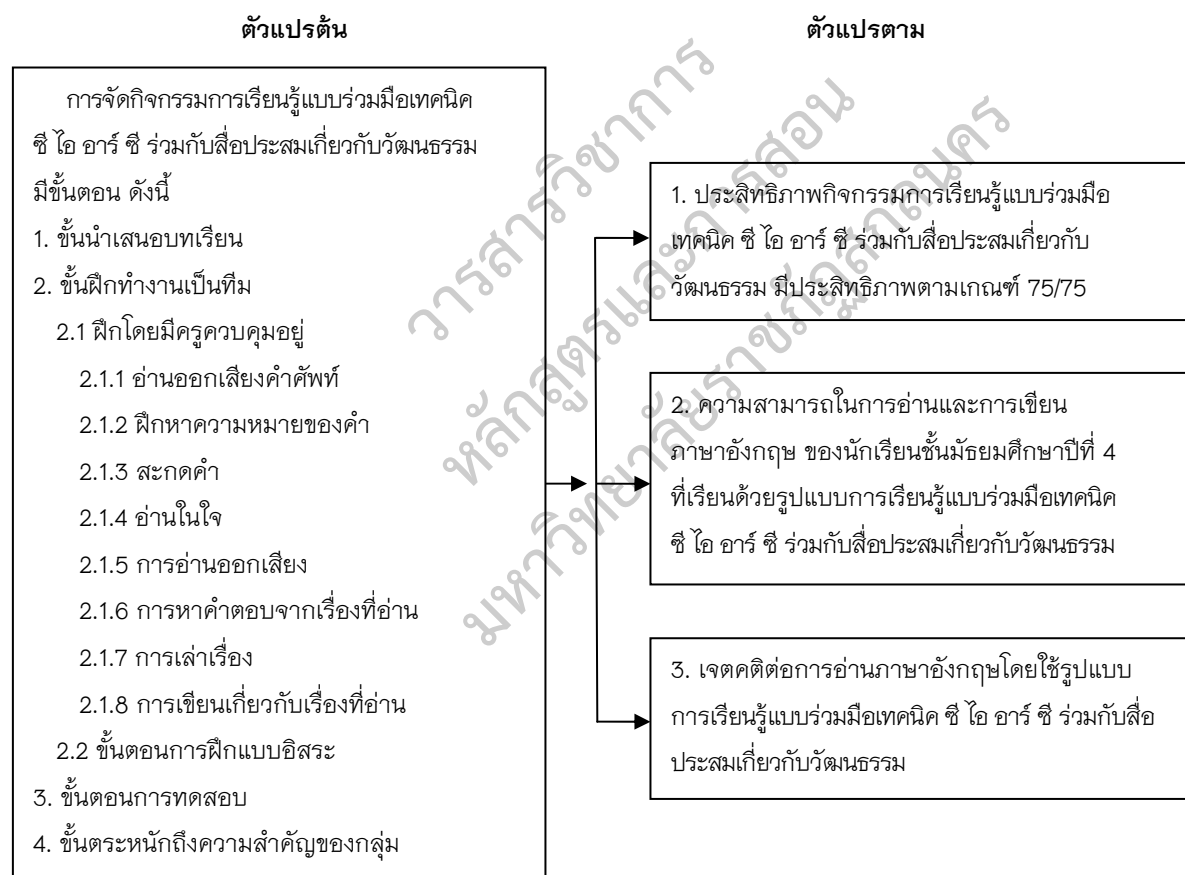 ตัวแปรต้น
ตัวแปรตาม
การจัดกิจกรรมการเรียนรู้แบบร่วมมือเทคนิค
ซี ไอ อาร์ ซี ร่วมกับสื่อประสมเกี่ยวกับวัฒนธรรม
มีขั้นตอน ดังนี้
1. ขั้นนำเสนอบทเรียน
2. ขั้นฝึกทำงานเป็นทีม
2.1 ฝึกโดยมีครูควบคุมอยู่
2.1.1 อ่านออกเสียงคำศัพท์
2.1.2 ฝึกหาความหมายของคำ
2.1.3 สะกดคำ
2.1.4 อ่านในใจ
2.1.5 การอ่านออกเสียง
2.1.6 การหาคำตอบจากเรื่องที่อ่าน
2.1.7 การเล่าเรื่อง
2.1.8 การเขียนเกี่ยวกับเรื่องที่อ่าน
2.2 ขั้นตอนการฝึกแบบอิสระ
3. ขั้นตอนการทดสอบ
4. ขั้นตระหนักถึงความสำคัญของกลุ่ม
1. ประสิทธิภาพกิจกรรมการเรียนรู้แบบร่วมมือ
เทคนิค ซี ไอ อาร์ ซี ร่วมกับสื่อประสมเกี่ยวกับ
วัฒนธรรม มีประสิทธิภาพตามเกณฑ์ 75/75
2. ความสามารถในการอ่านและการเขียน
ภาษาอังกฤษ ของนักเรียนชั้นมัธยมศึกษาปีที่ 4
ที่เรียนด้วยรูปแบบการเรียนรู้แบบร่วมมือเทคนิค
ซี ไอ อาร์ ซี ร่วมกับสื่อประสมเกี่ยวกับวัฒนธรรม
3. เจตคติต่อการอ่านภาษาอังกฤษโดยใช้รูปแบบ
การเรียนรู้แบบร่วมมือเทคนิค ซี ไอ อาร์ ซี ร่วมกับสื่อ
ประสมเกี่ยวกับวัฒนธรรม
วารสารวิชาการ
หลักสูตรและการสอน
มหาวิทยาลัยราชภัฏสกลนคร